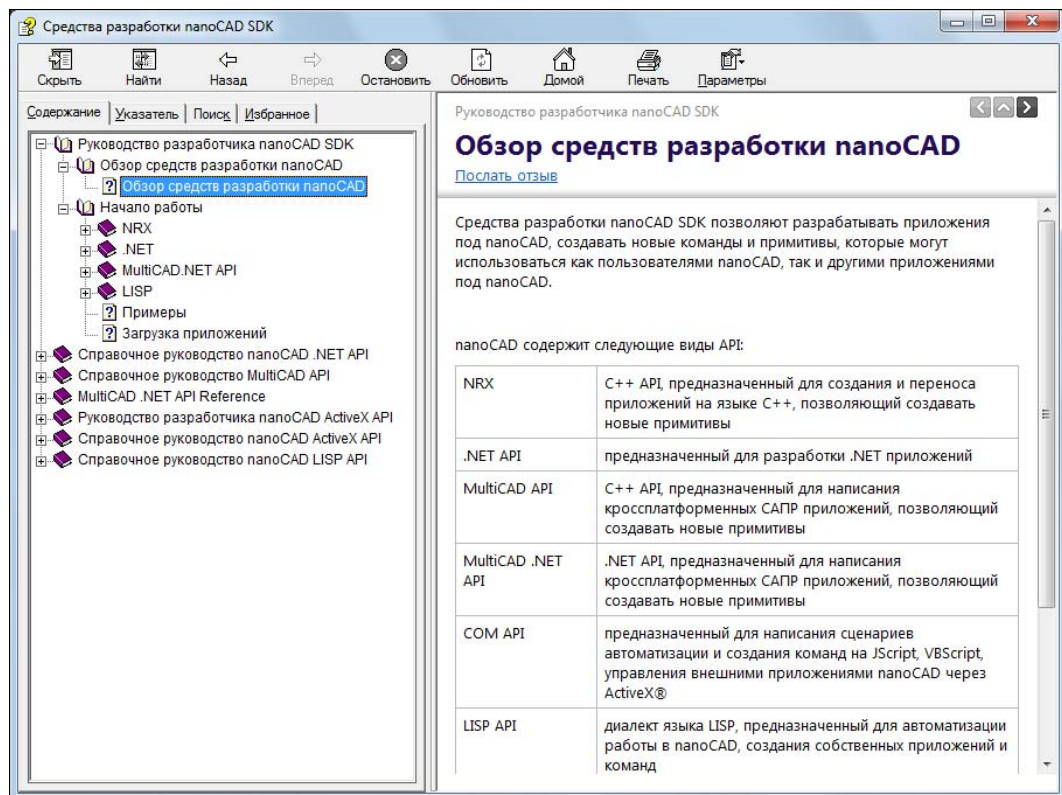 Средства разработки nanoCAD SDK
Скрыть
Найти
Назад
Вперед
Остановить
Обновить
Домой
Печать
Параметры
Содержание
Указатель
Поиск
Избранное
Руководство разработчика nanoCAD SDK
Обзор средств разработки nanoCAD
Обзор средств разработки nanoCAD
Начало работы
NRX
.NET
MultiCAD.NET API
LISP
Примеры
Загрузка приложений
Справочное руководство nanoCAD .NET API
Справочное руководство MultiCAD API
MultiCAD .NET API Reference
Руководство разработчика nanoCAD ActiveX API
Справочное руководство nanoCAD ActiveX API
Справочное руководство nanoCAD LISP API
Руководство разработчика nanoCAD SDK
Обзор средств разработки nanoCAD
Послать отзыв
Средства разработки nanoCAD SDK позволяют разрабатывать приложения
под nanoCAD, создавать новые команды и примитивы, которые могут
использоваться как пользователями nanoCAD, так и другими приложениями
под nanoCAD.
nanoCAD содержит следующие виды API:
NRX
C++ API, предназначенный для создания и переноса
приложений на языке C++, позволяющий создавать
новые примитивы
.NET API
предназначенный для разработки .NET приложений
MultiCAD API
C++ API, предназначенный для написания
кроссплатформенных САПР приложений, позволяющий
создавать новые примитивы
MultiCAD .NET
API
.NET API, предназначенный для написания
кроссплатформенных САПР приложений, позволяющий
создавать новые примитивы
COM API
предназначенный для написания сценариев
автоматизации и создания команд на JScript, VBScript,
управления внешними приложениями nanoCAD через
ActiveX®
LISP API
диалект языка LISP, предназначенный для автоматизации
работы в nanoCAD, создания собственных приложений и
команд